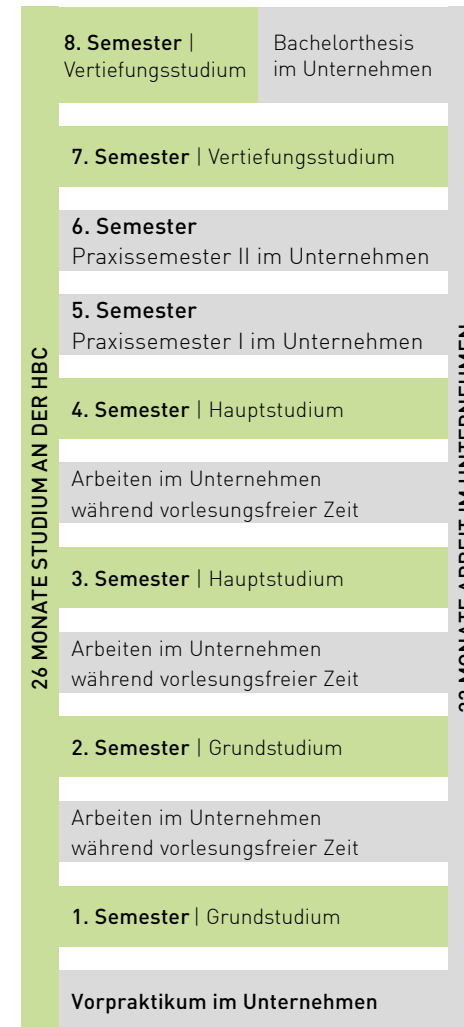 8. Semester |
Vertiefungsstudium
Bachelorthesis
im Unternehmen
7. Semester | Vertiefungsstudium
6. Semester
Praxissemester II im Unternehmen
5. Semester
Praxissemester I im Unternehmen
4. Semester | Hauptstudium
Arbeiten im Unternehmen
während vorlesungsfreier Zeit
3. Semester | Hauptstudium
Arbeiten im Unternehmen
während vorlesungsfreier Zeit
2. Semester | Grundstudium
Arbeiten im Unternehmen
während vorlesungsfreier Zeit
1. Semester | Grundstudium
Vorpraktikum im Unternehmen
26 MONATE STUDIUM AN DER HBC
MONATE ARBEIT IM UNTERNEHMEN